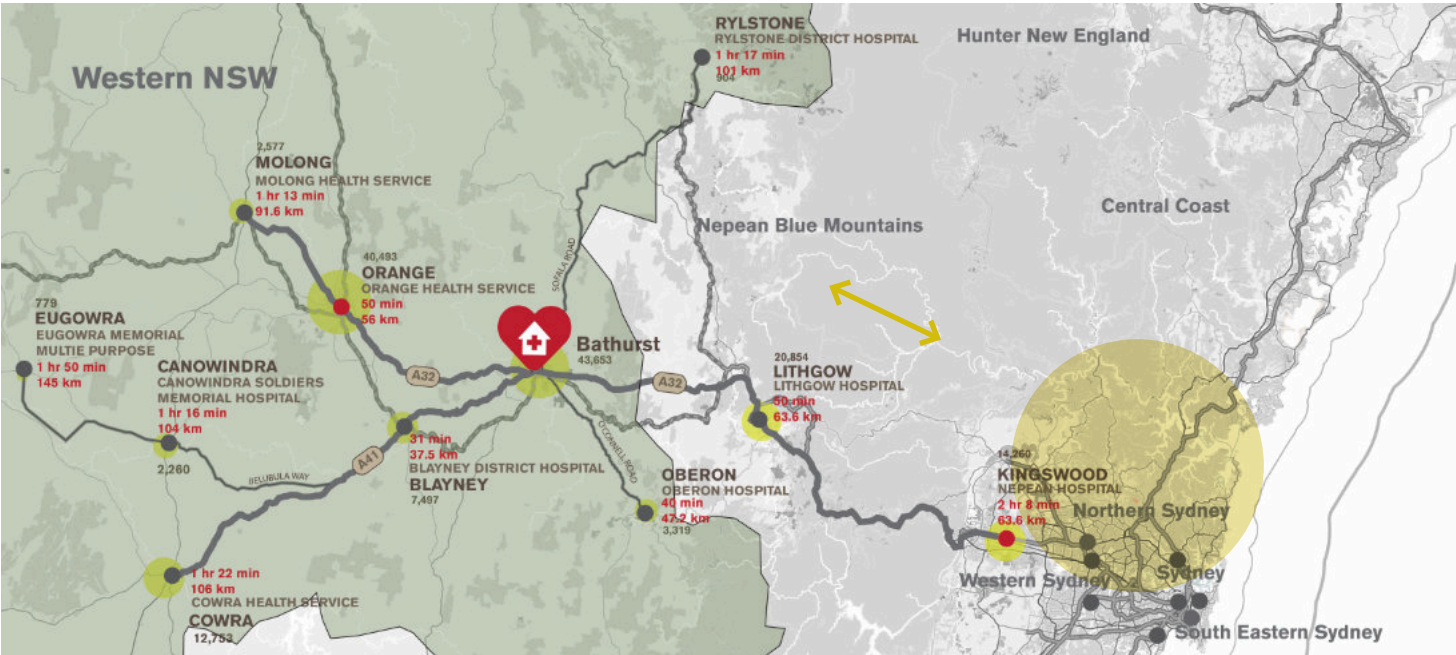 RYLSTONE
RYLSTONE DISTRICT HOSPITAL
1 hr 17 min
101 km
904
Hunter New England
Western NSW
2,577
MOLONG
MOLONG HEALTH SERVICE
1 hr 13 min
91.6 km
Central Coast
Nepean Blue Mountains
SOFALA ROAD
40,493
ORANGE
ORANGE HEALTH SERVICE
50 min
56 km
779
EUGOWRA
EUGOWRA MEMORIAL
MULTIE PURPOSE
1 hr 50 min
145 km
Bathurst
43,653
CANOWINDRA
CANOWINDRA SOLDIERS
MEMORIAL HOSPITAL
1 hr 16 min
104 km
2,260
A32
A32
20,854
LITHGOW
LITHGOW HOSPITAL
50 min
63.6 km
31 min
37.5 km
BLAYNEY DISTRICT HOSPITAL
BLAYNEY
7,497
A41
BELUBULA WAY
O'CONNELL ROAD
OBERON
OBERON HOSPITAL
40 min
47.2 km
3,319
14,260
KINGSWOOD
NEPEAN HOSPITAL
2 hr 8 min
63.6 km
Northern Sydney
Western Sydney
Sydney
South Eastern Sydney
1 hr 22 min
106 km
COWRA HEALTH SERVICE
COWRA
12,753